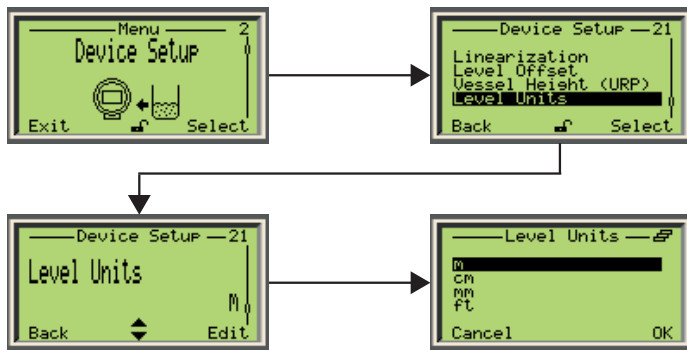 Menu 2
Device Setup
Exit Select
Device Setup 21
Linearization
Level Offset
Vessel Height (URP)
Level Units
Back Select
Device Setup 21
Level Units
M
Back Edit
Level Units
m
cm
mm
ft
Cancel OK